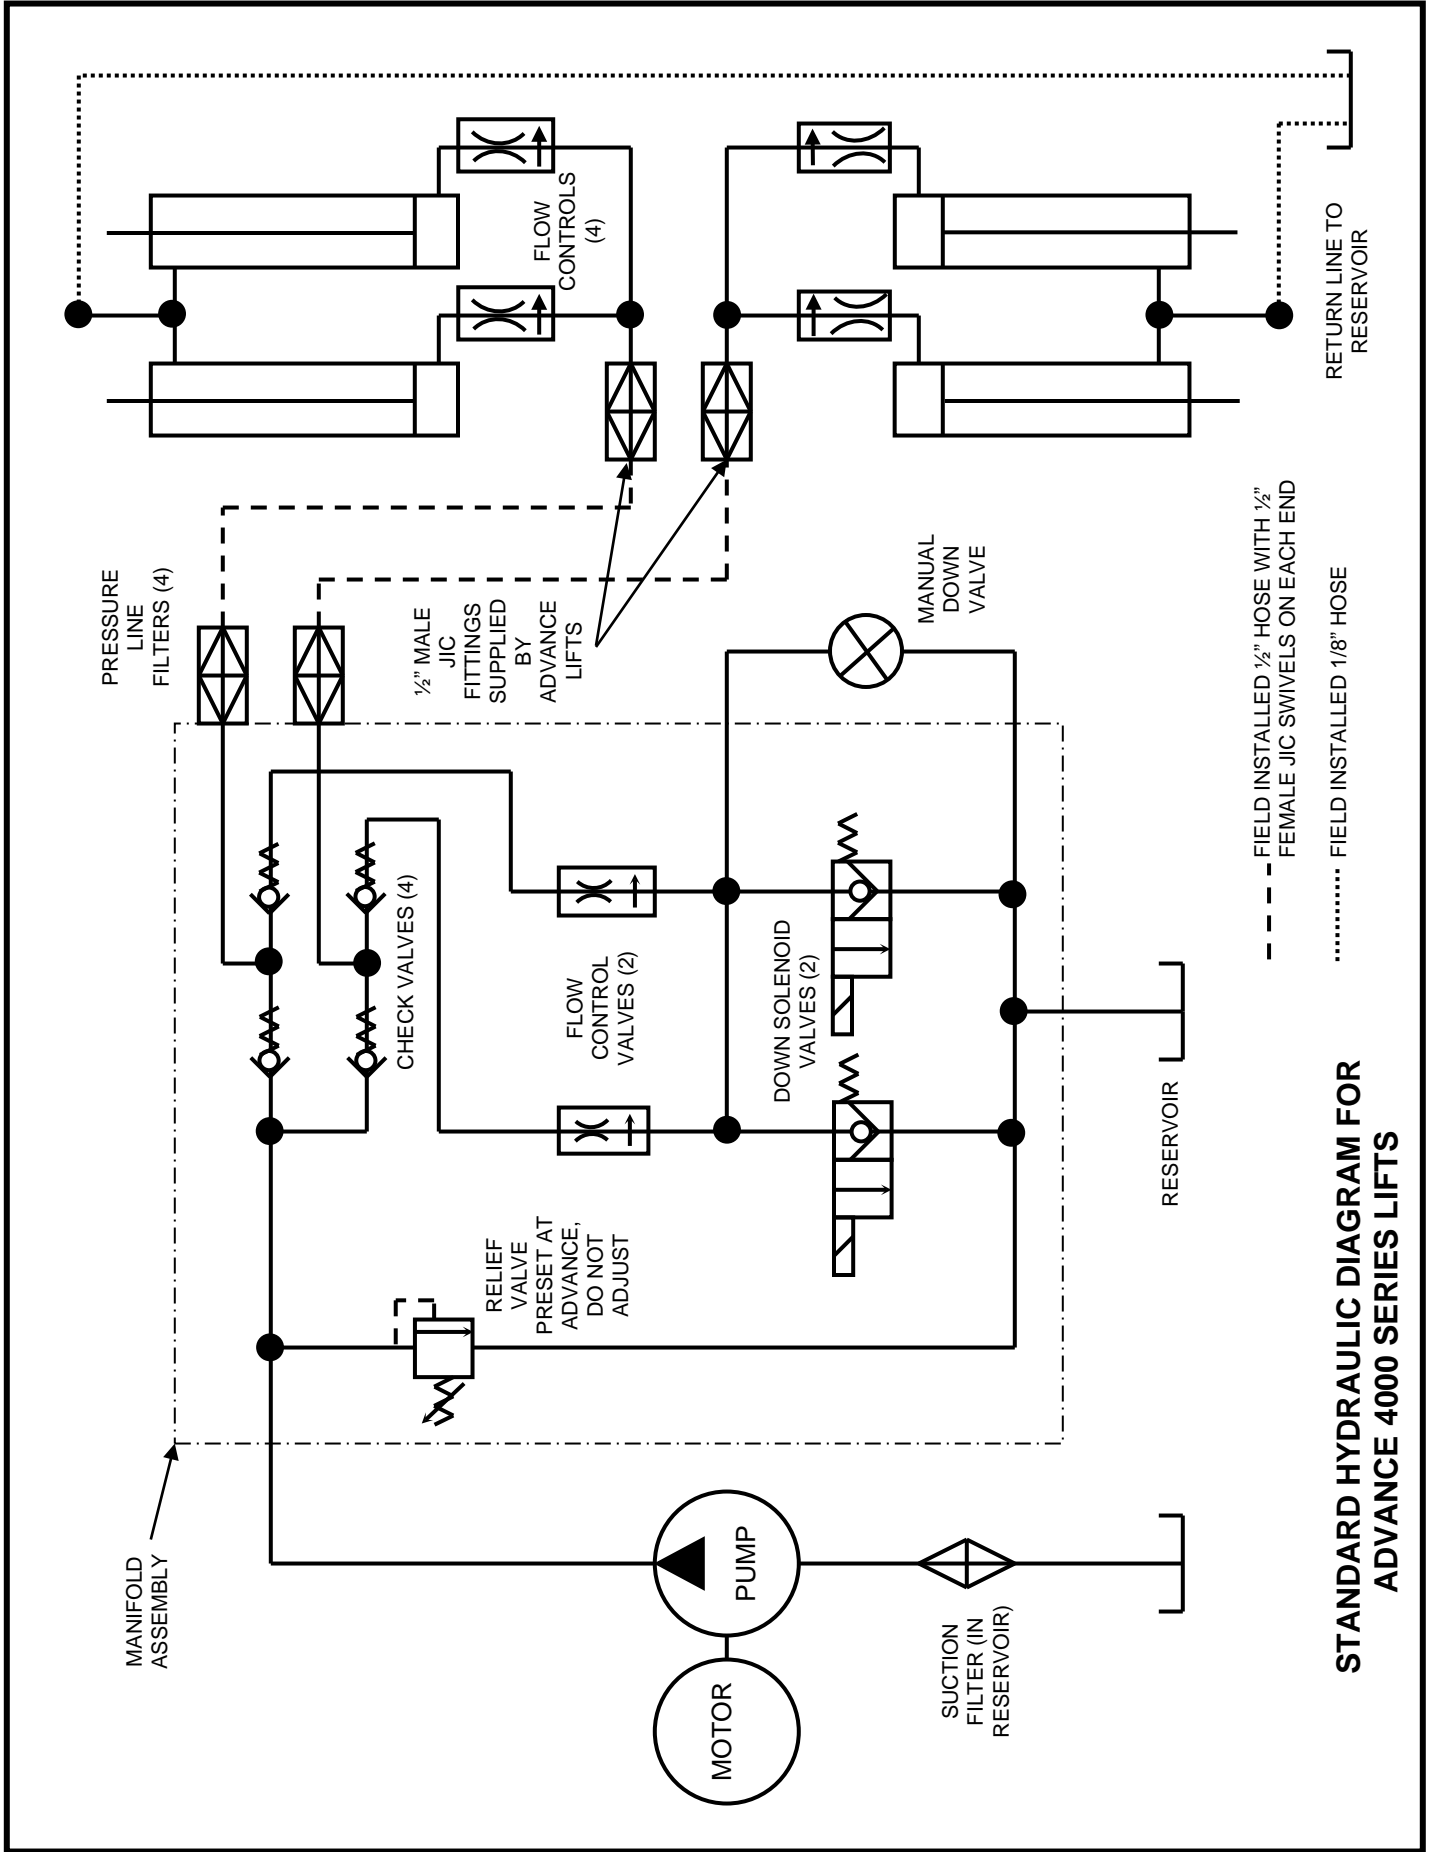 MANIFOLD
ASSEMBLY
PRESSURE
LINE
FILTERS (4)
½” MALE
JIC
FITTINGS
SUPPLIED
BY
ADVANCE
LIFTS
FLOW
CONTROLS
(4)
CHECK VALVES (4)
RELIEF
VALVE
PRESET AT
ADVANCE,
DO NOT
ADJUST
FLOW
CONTROL
VALVES (2)
MOTOR
PUMP
DOWN SOLENOID
VALVES (2)
MANUAL
DOWN
VALVE
SUCTION
FILTER (IN
RESERVOIR)
RESERVOIR
RETURN LINE TO
RESERVOIR
FIELD INSTALLED ½” HOSE WITH ½”
FEMALE JIC SWIVELS ON EACH END
FIELD INSTALLED 1/8” HOSE
STANDARD HYDRAULIC DIAGRAM FOR
ADVANCE 4000 SERIES LIFTS